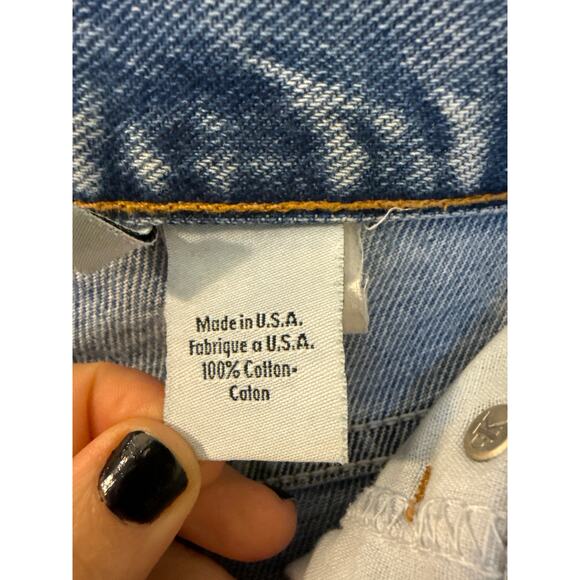 Made in U.S.A.
Fabrique a U.S.A.
100% Cotton-
Coton